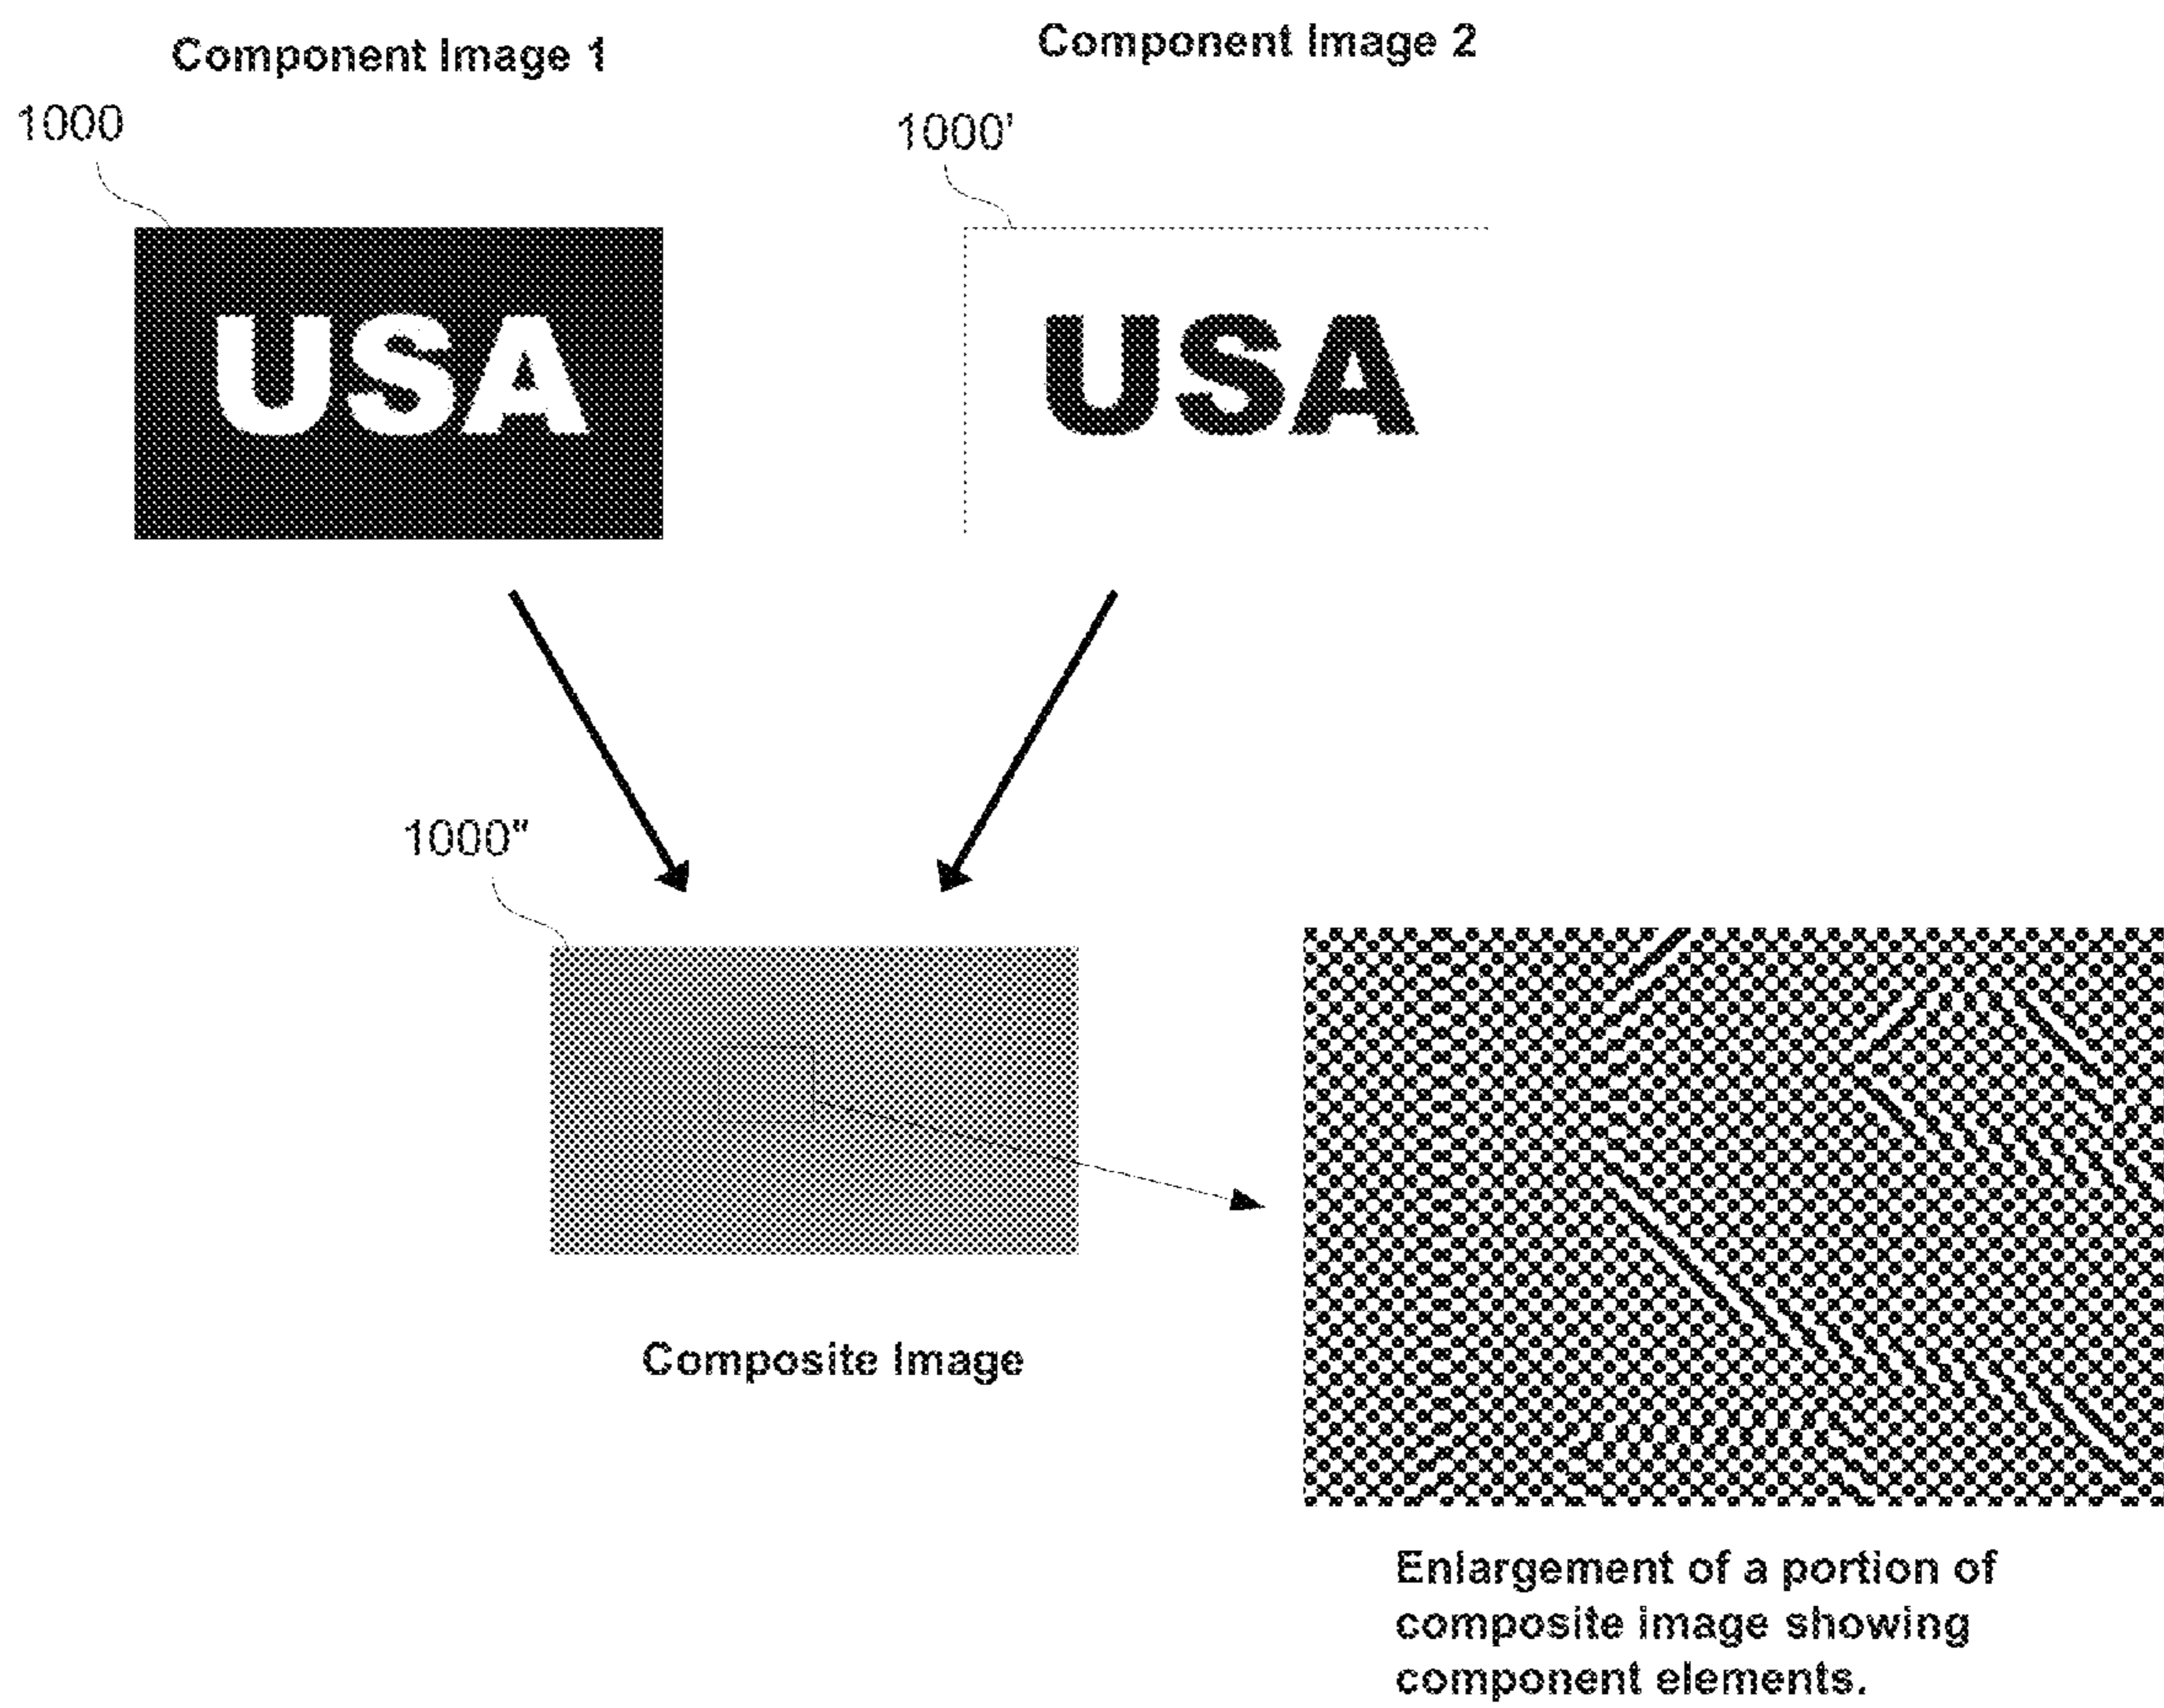 Component Image 1
Component Image 2
1000
1000'
USA
USA
1000"
Composite Image
Enlargement of a portion of
composite image showing
component elements.